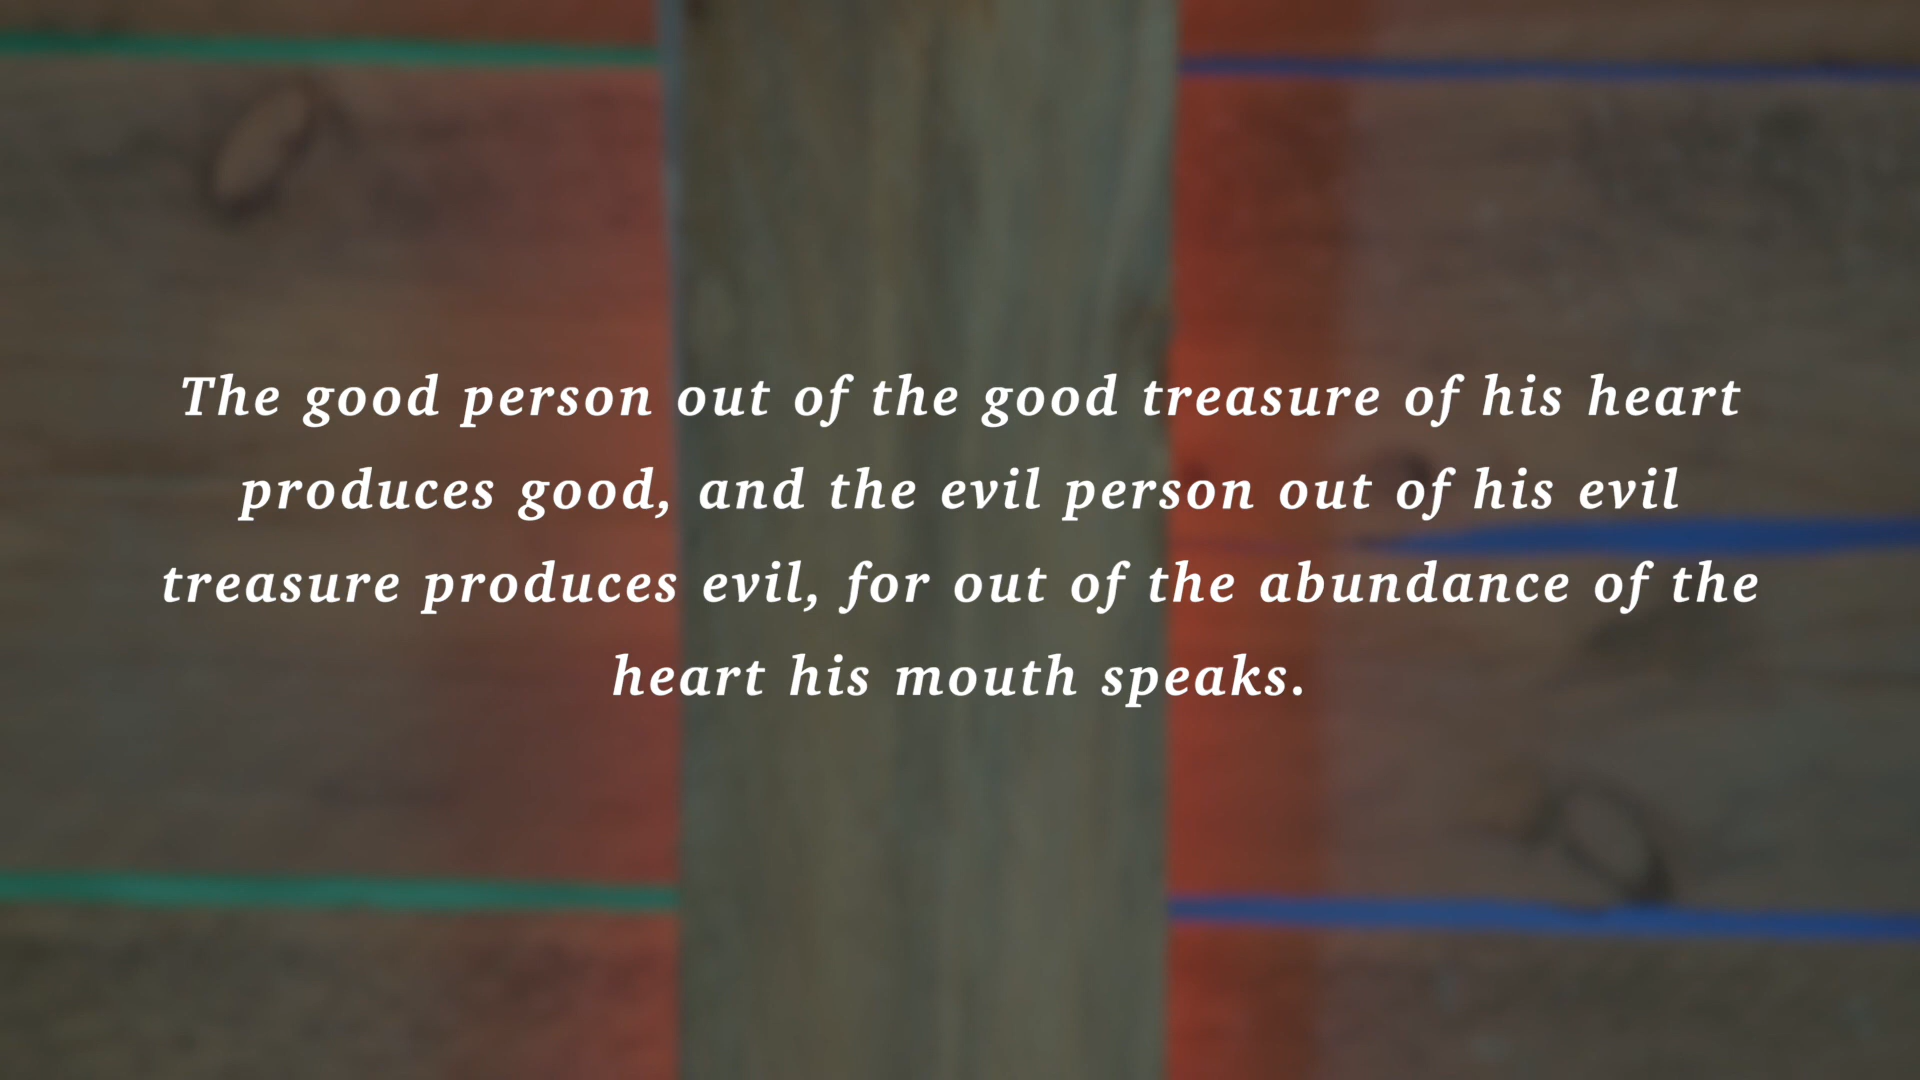 The good person out of the good treasure of his heart
produces good, and the evil person out of his evil
treasure produces evil, for out of the abundance of the
heart his mouth speaks.